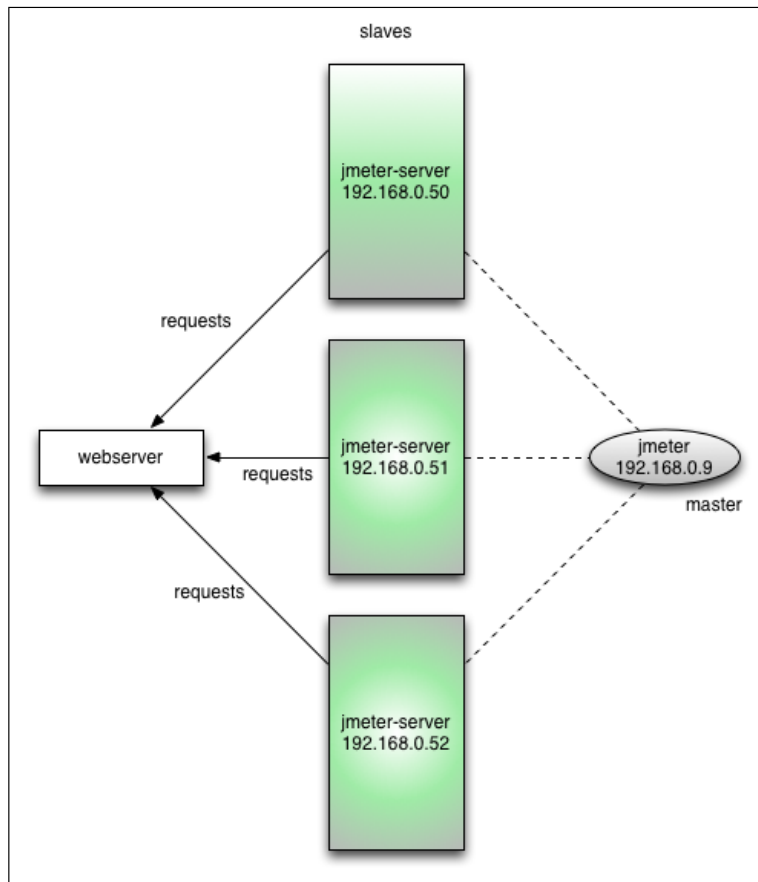 slaves
jmeter-server
192.168.0.50
requests
webserver
requests
jmeter-server
192.168.0.51
jmeter
192.168.0.9
master
requests
jmeter-server
192.168.0.52